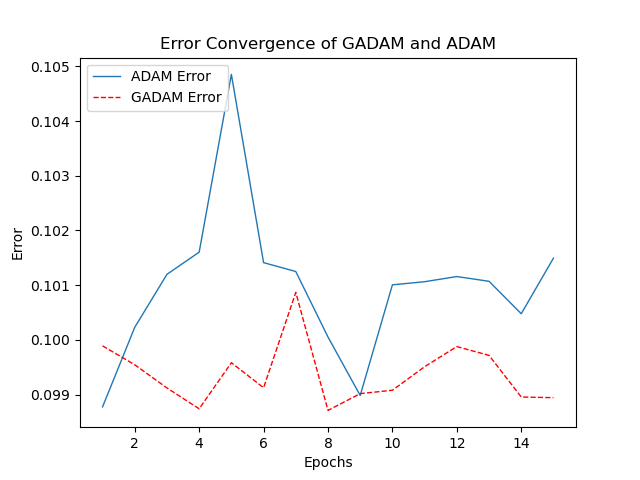 Error Convergence of GADAM and ADAM
ADAM Error
GADAM Error
0.105
0.104
0.103
0.102
0.101
0.100
0.099
Error
2 4 6 8 10 12 14
Epochs